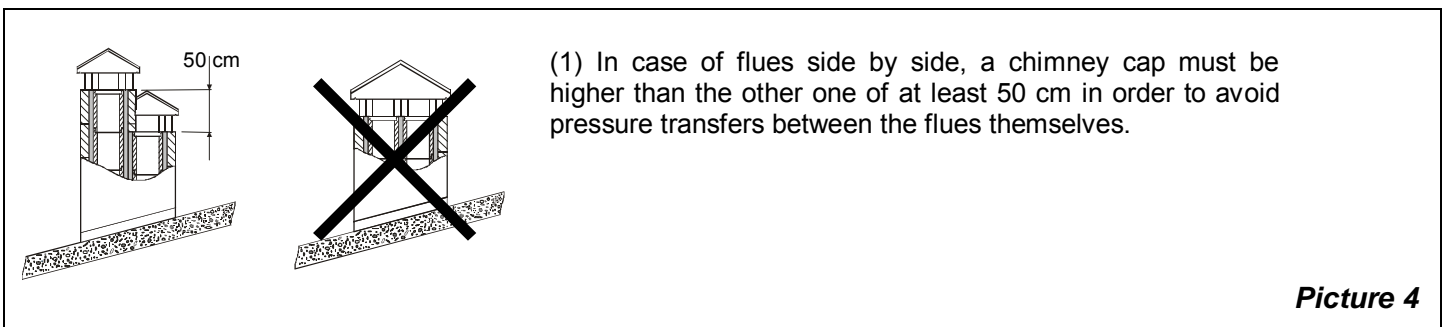 50 cm
(1) In case of flues side by side, a chimney cap must be
higher than the other one of at least 50 cm in order to avoid
pressure transfers between the flues themselves.
Picture 4